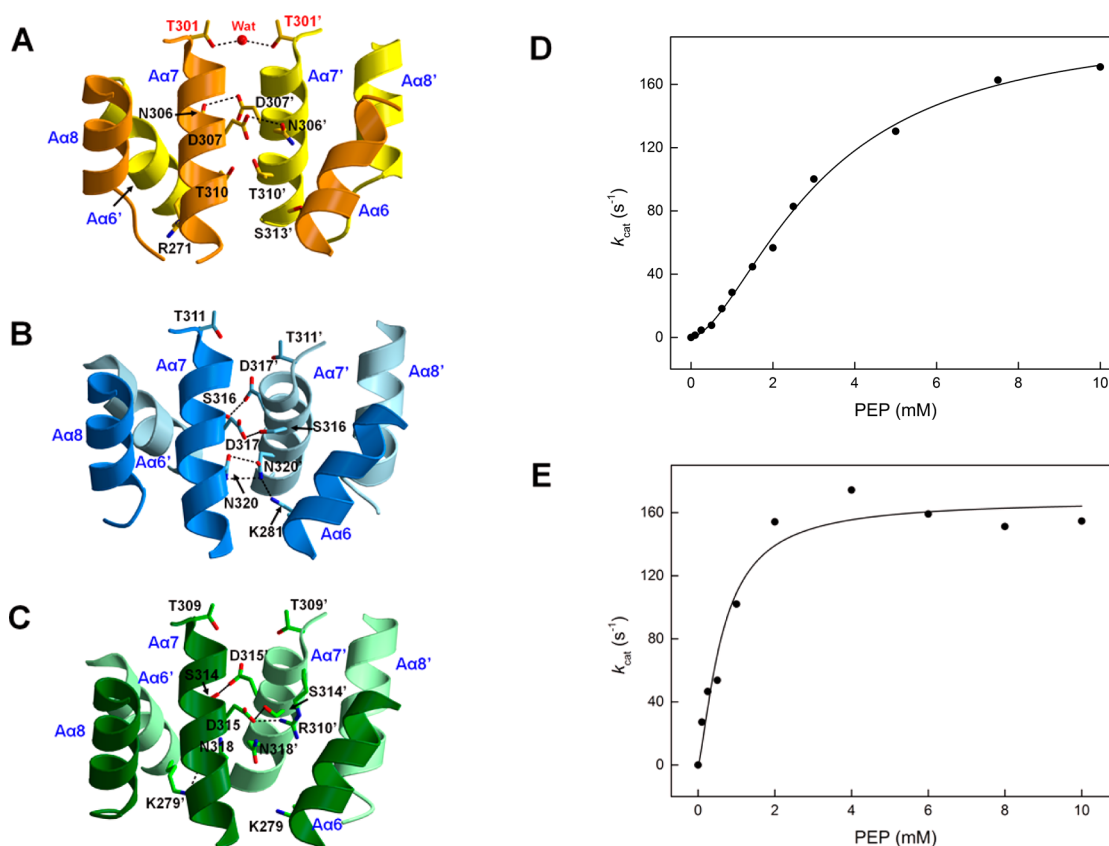 A
T301
Wat
T301'
Aα7
Aα7'
Aα8'
N306
D307'
D307
N306'
Aα8
T310
T310'
Aα6'
Aα6
R271
S313'
B
T311
T311'
Aα7
D317'
Aα7'
Aα8'
S316
S316
Aα8
D317
Aα6'
N320'
N320
K281
Aα6
C
T309
T309'
Aα7
D315'
Aα7'
Aα8'
Aα6'
S314
S314'
D315
R310'
Aα8
N318
N318'
K279'
K279
Aα6
D
160
120
80
40
0
kcat (s-1)
0 2 4 6 8 10
PEP (mM)
E
160
120
80
40
0
kcat (s-1)
0 2 4 6 8 10
PEP (mM)